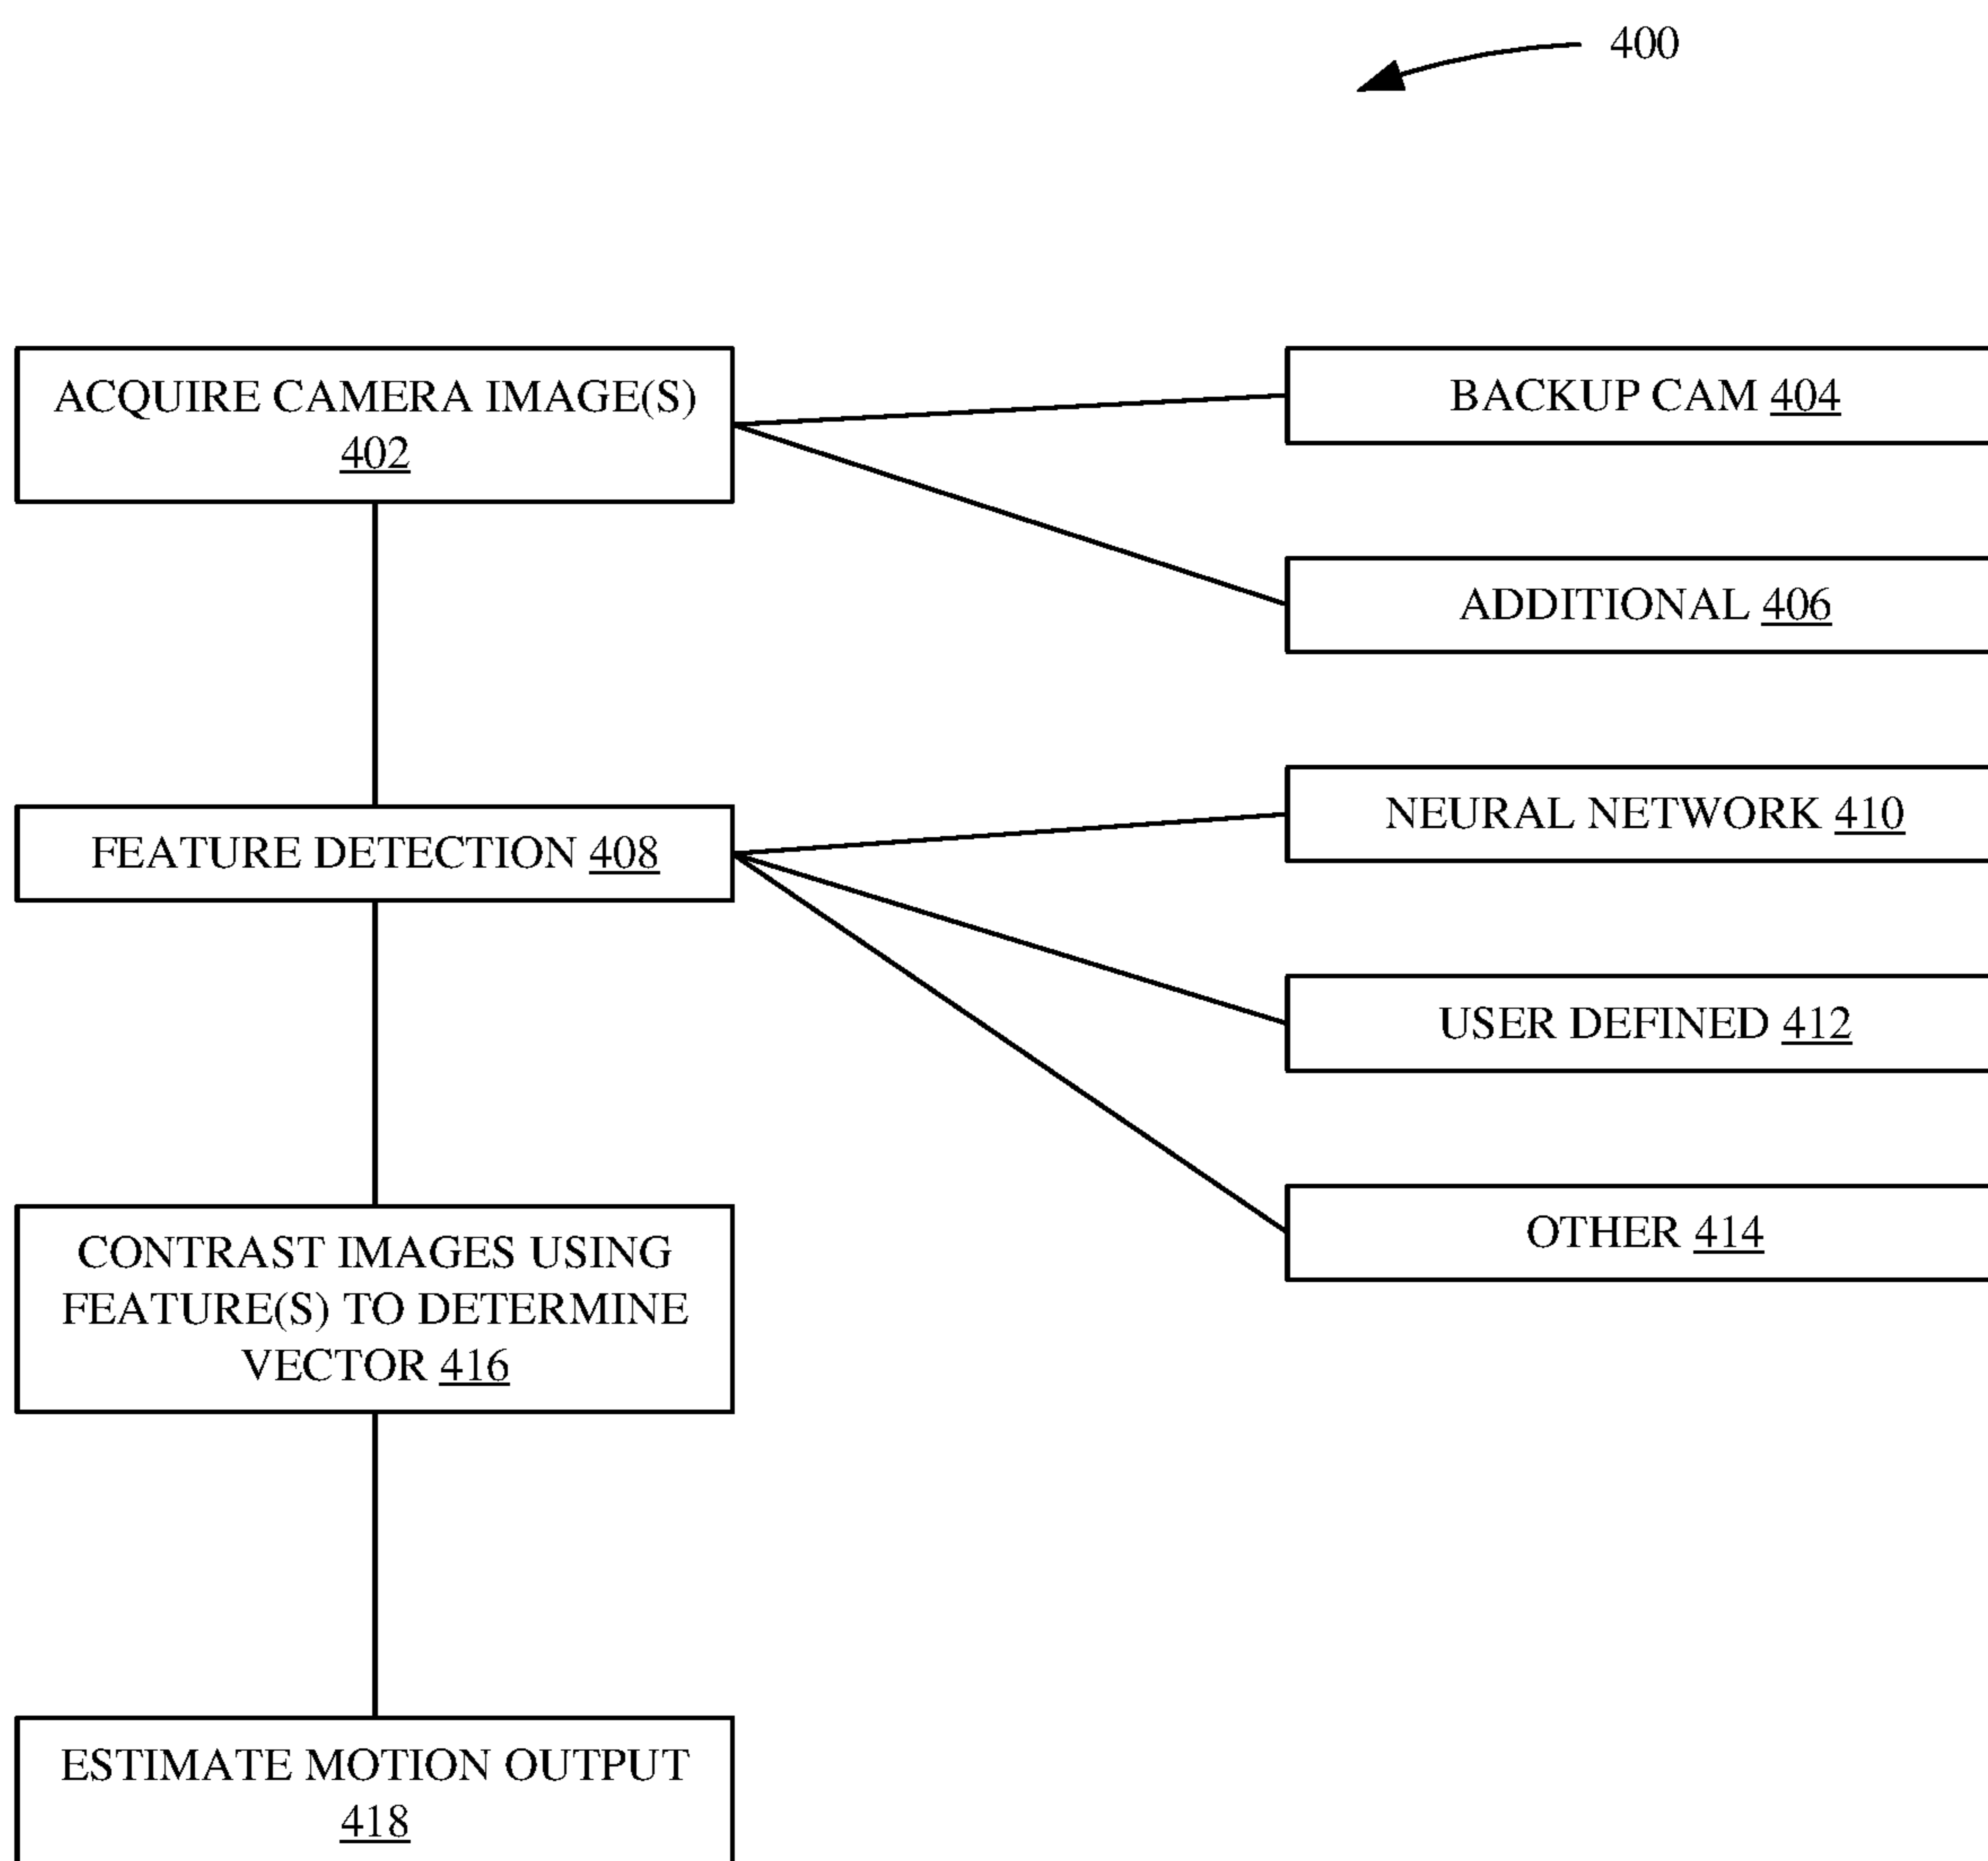 400
ACQUIRE CAMERA IMAGE(S)
402
BACKUP CAM 404
ADDITIONAL 406
FEATURE DETECTION 408
NEURAL NETWORK 410
USER DEFINED 412
OTHER 414
CONTRAST IMAGES USING
FEATURE(S) TO DETERMINE
VECTOR 416
ESTIMATE MOTION OUTPUT
418